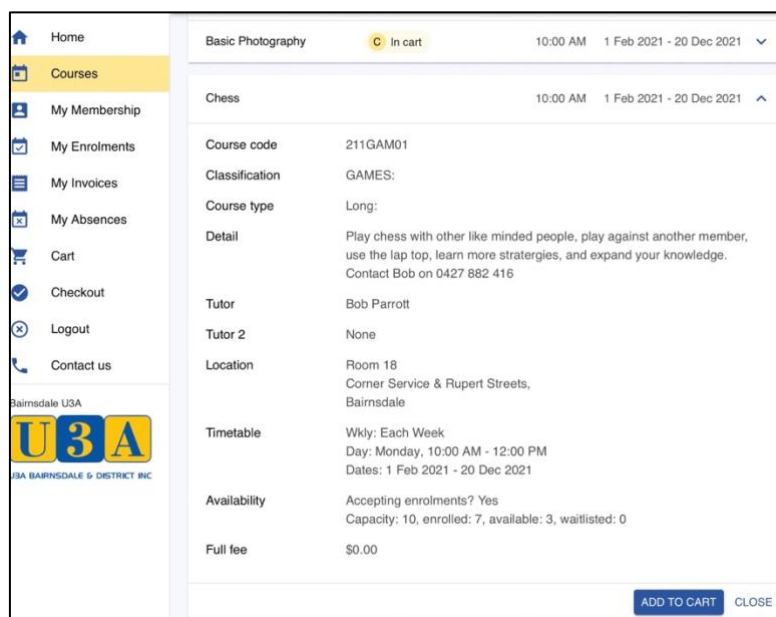 Home
Courses
My Membership
My Enrolments
My Invoices
My Absences
Cart
Checkout
Logout
Contact us
Bairnsdale U3A
U3A
U3A BAIRNSDALE & DISTRICT INC
Basic Photography C In cart 10:00 AM 1 Feb 2021 - 20 Dec 2021
Chess 10:00 AM 1 Feb 2021 - 20 Dec 2021
Course code 211GAM01
Classification GAMES:
Course type Long:
Detail Play chess with other like minded people, play against another member,
use the lap top, learn more stratergies, and expand your knowledge.
Contact Bob on 0427 882 416
Tutor Bob Parrott
Tutor 2 None
Location Room 18
Corner Service & Rupert Streets,
Bairnsdale
Timetable Wkly: Each Week
Day: Monday, 10:00 AM - 12:00 PM
Dates: 1 Feb 2021 - 20 Dec 2021
Availability Accepting enrolments? Yes
Capacity: 10, enrolled: 7, available: 3, waitlisted: 0
Full fee $0.00
ADD TO CART CLOSE